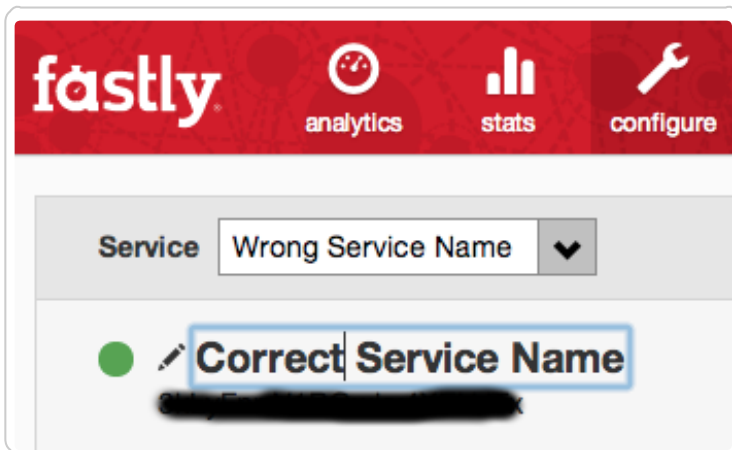 fastly
analytics stats configure
Service Wrong Service Name
Correct Service Name